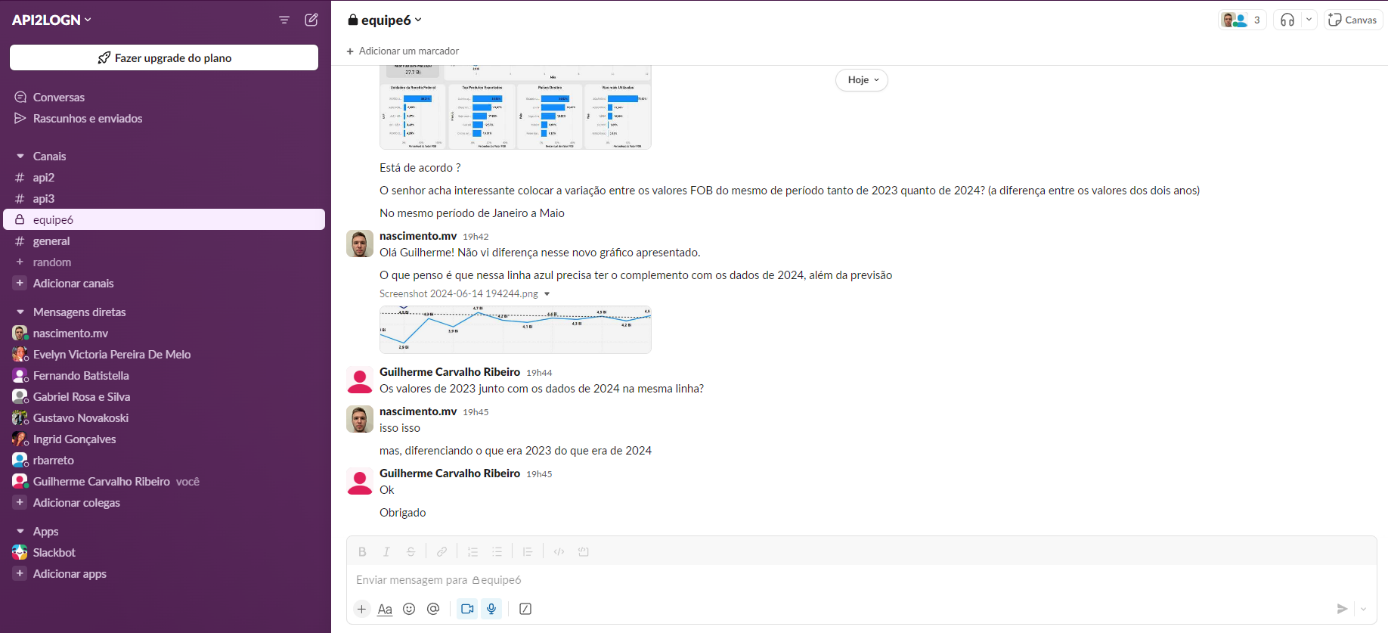 API2LOGN
Fazer upgrade do plano
Conversas
Rascunhos e enviados
Canais
# api2
# api3
equipe6
# general
+ random
+ Adicionar canais
Mensagens diretas
nascimento.mv
Evelyn Victoria Pereira De Melo
Fernando Batistella
Gabriel Rosa e Silva
Gustavo Novakoski
Ingrid Gonçalves
rbarreto
Guilherme Carvalho Ribeiro você
+ Adicionar colegas
Apps
Slackbot
+ Adicionar apps
equipe6
3
Canvas
+ Adicionar um marcador
Hoje
Está de acordo ?
O senhor acha interessante colocar a variação entre os valores FOB do mesmo de período tanto de 2023 quanto de 2024? (a diferença entre os valores dos dois anos)
No mesmo período de Janeiro a Maio
nascimento.mv 19h42
Olá Guilherme! Não vi diferença nesse novo gráfico apresentado.
O que penso é que nessa linha azul precisa ter o complemento com os dados de 2024, além da previsão
Screenshot 2024-06-14 194244.png
Guilherme Carvalho Ribeiro 19h44
Os valores de 2023 junto com os dados de 2024 na mesma linha?
nascimento.mv 19h45
isso isso
mas, diferenciando o que era 2023 do que era de 2024
Guilherme Carvalho Ribeiro 19h45
Ok
Obrigado
B I S
Enviar mensagem para equipe6
+ Aa @